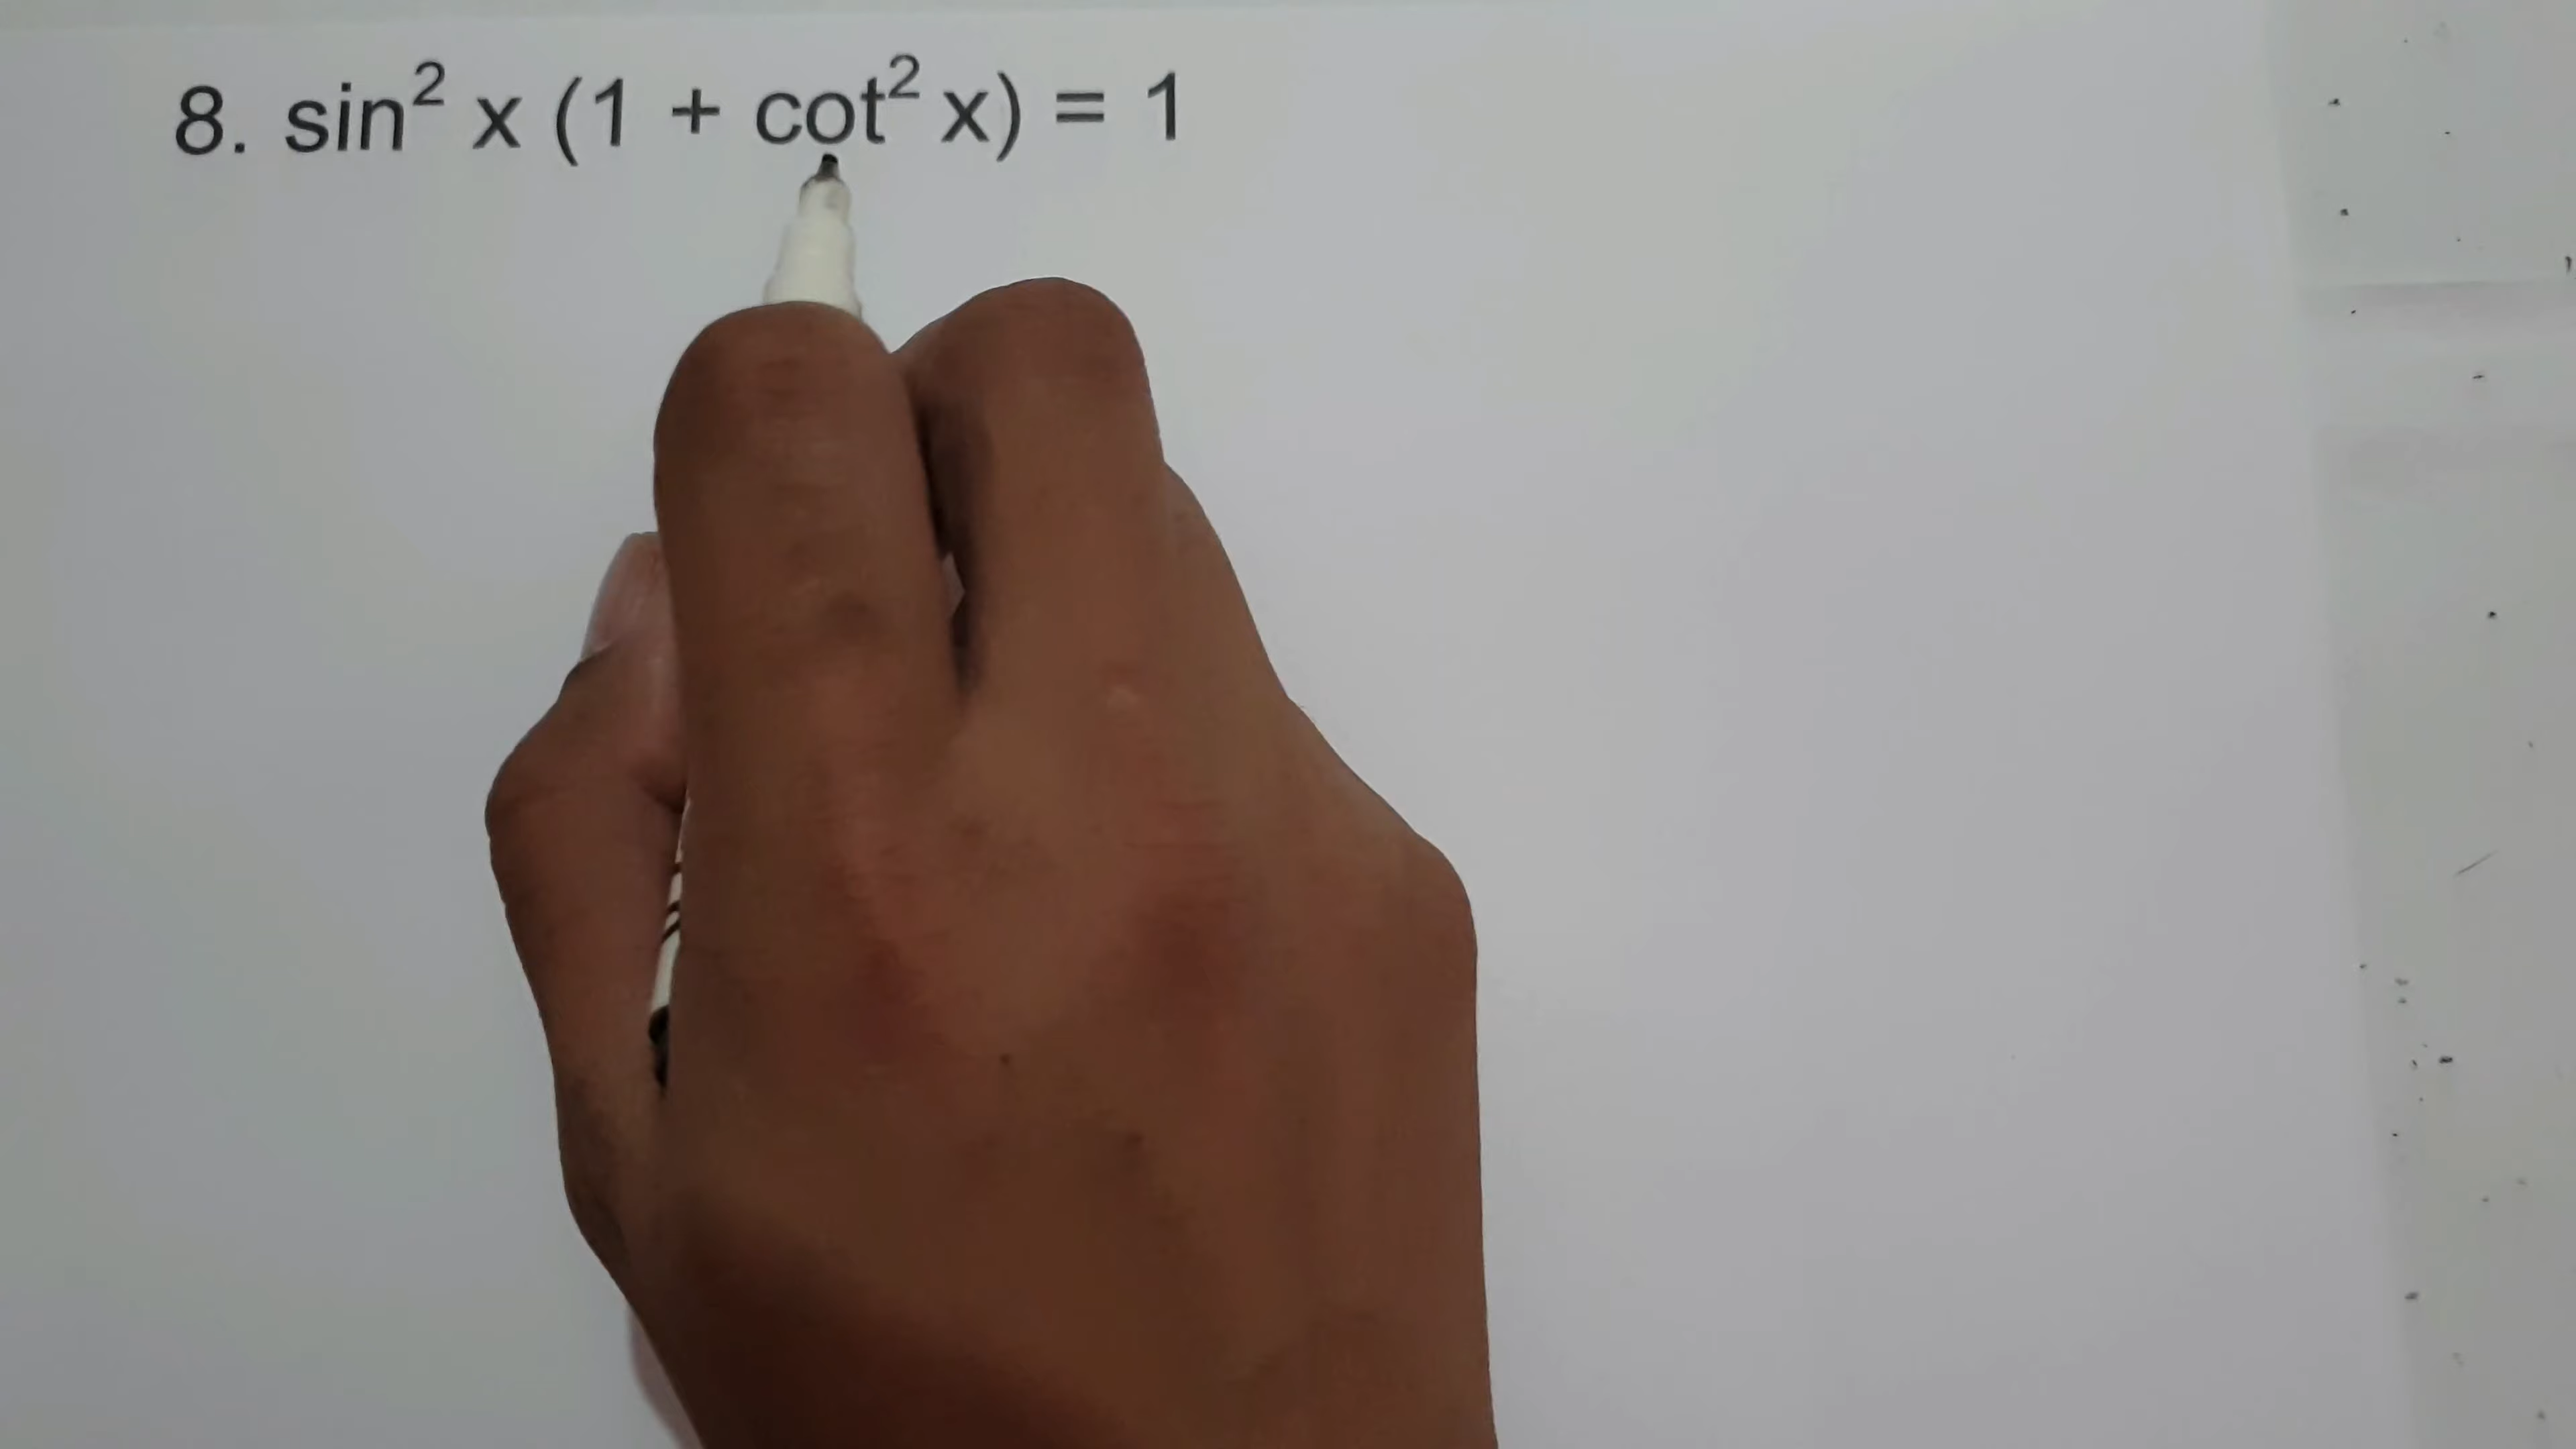 8. sin² x (1 + cot² x) = 1